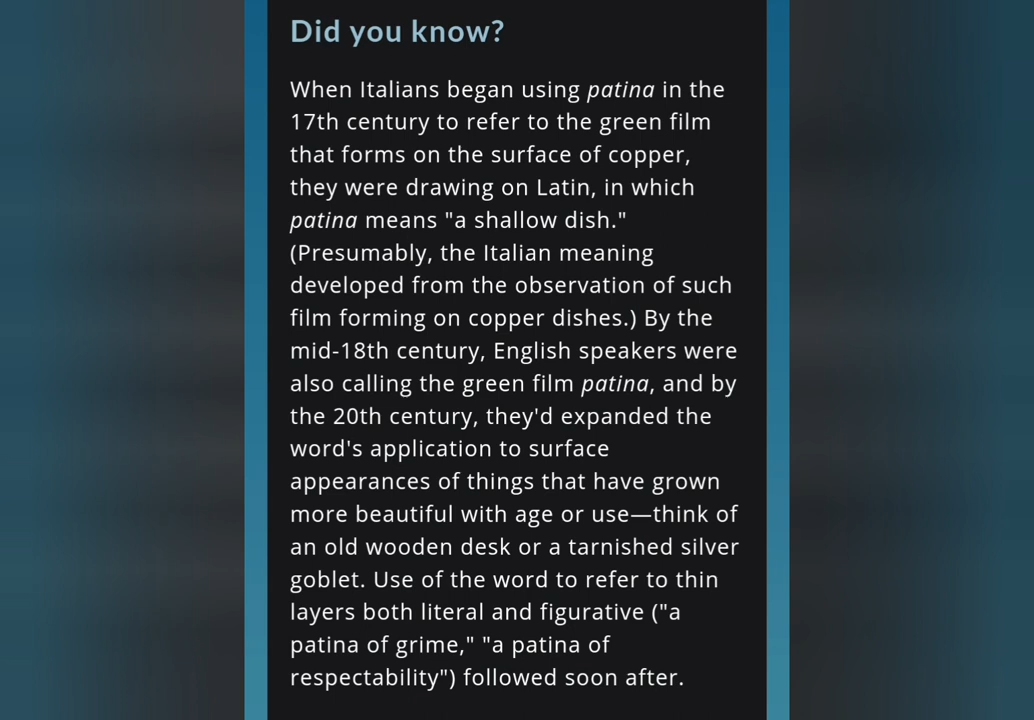 Did you know?
When Italians began using patina in the
17th century to refer to the green film
that forms on the surface of copper,
they were drawing on Latin, in which
patina means "a shallow dish."
(Presumably, the Italian meaning
developed from the observation of such
film forming on copper dishes.) By the
mid-18th century, English speakers were
also calling the green film patina, and by
the 20th century, they'd expanded the
word's application to surface
appearances of things that have grown
more beautiful with age or use—think of
an old wooden desk or a tarnished silver
goblet. Use of the word to refer to thin
layers both literal and figurative ("a
patina of grime," "a patina of
respectability") followed soon after.